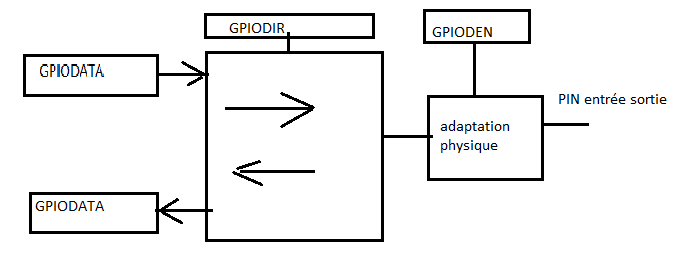 GPIODIR
GPIODEN
GPIODATA
PIN entrée sortie
adaptation
physique
GPIODATA